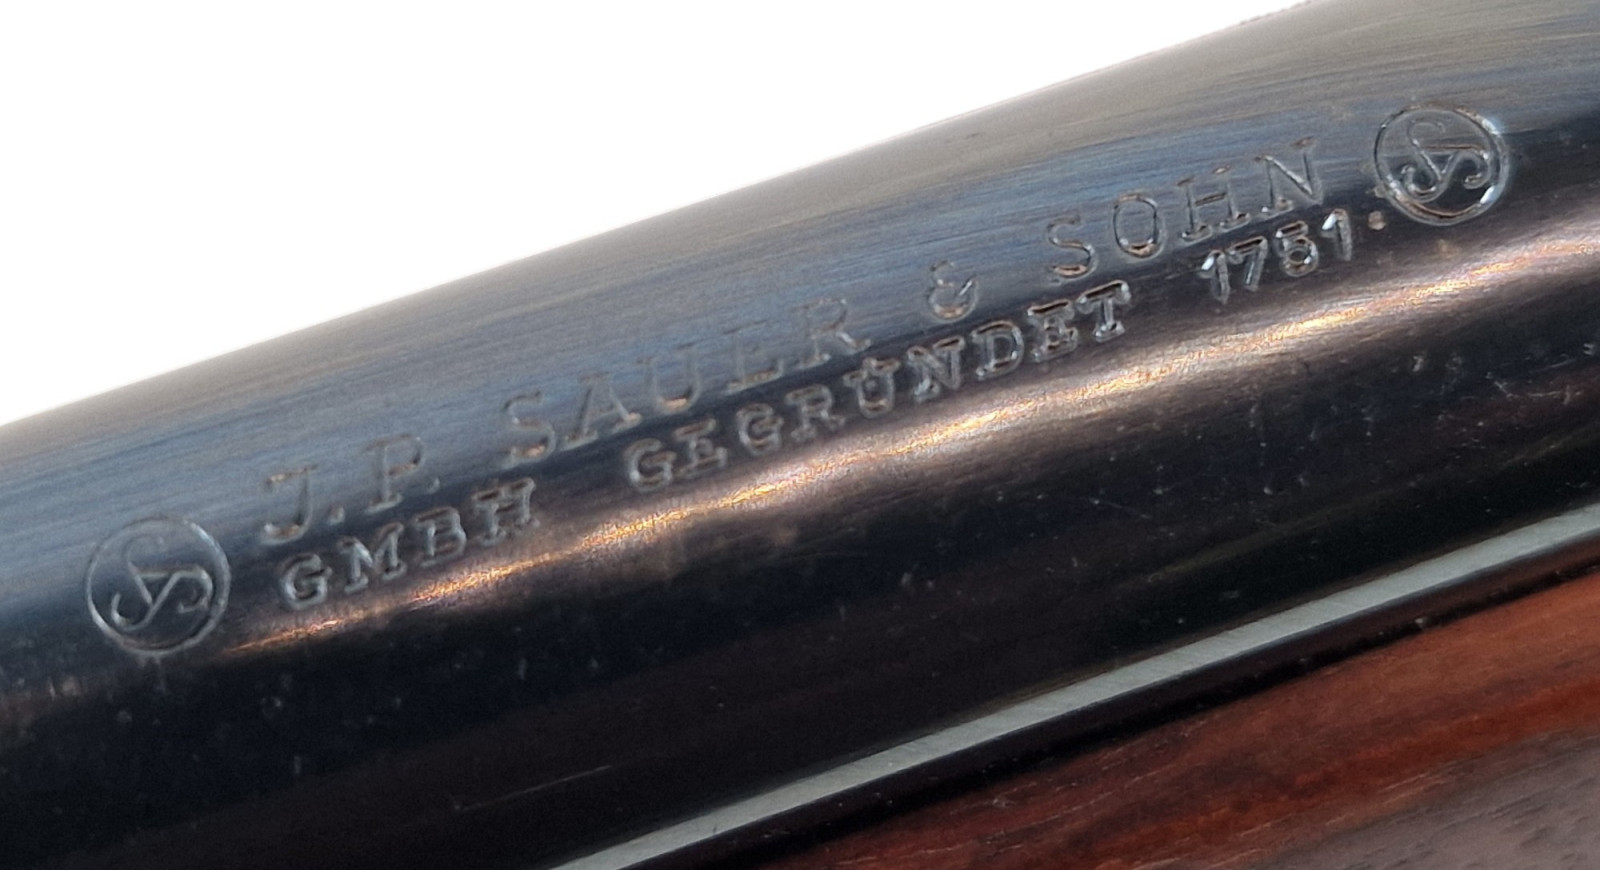 J.P. SAUER & SOHN
GMBH GEGRÜNDET 1751.